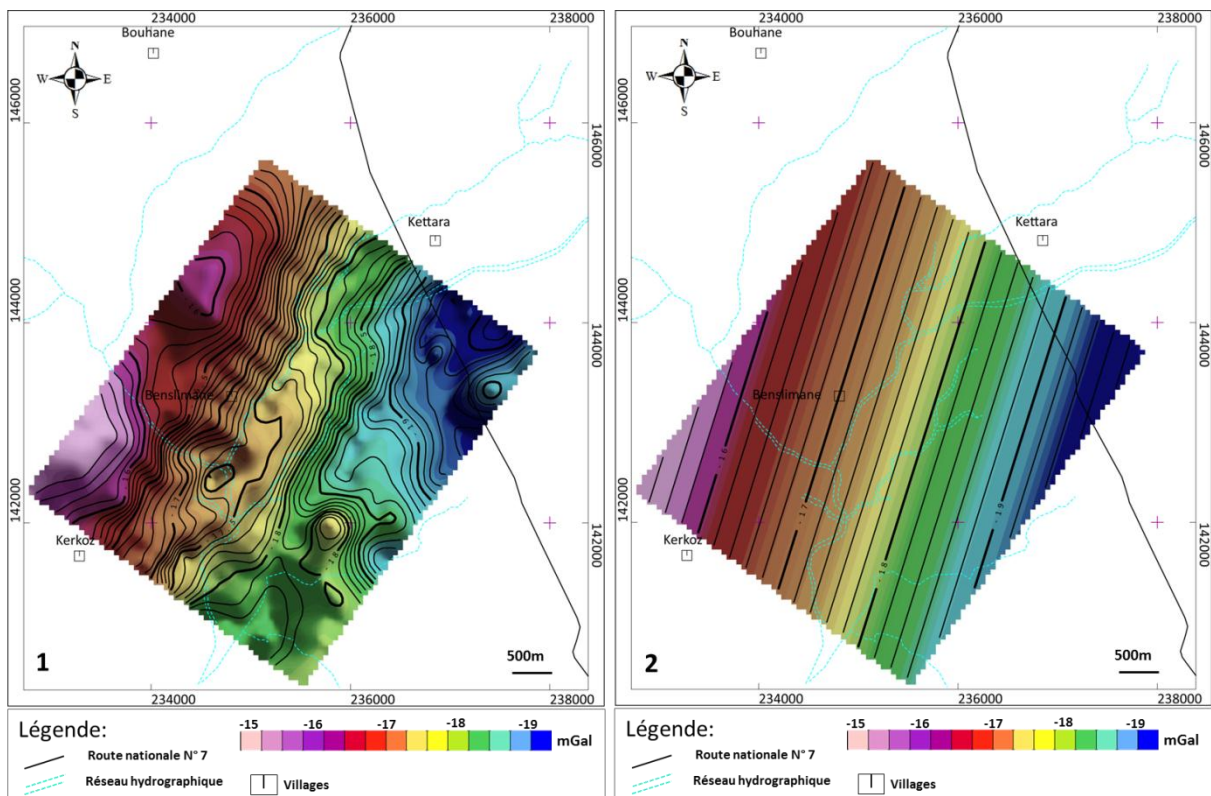 234000 236000 238000
Bouhane
N
W E
S
146000 146000
Kettara
144000 144000
Benslimane
142000 142000
Kerkoz
1
500m
234000 236000 238000
Légende:
-15 -16 -17 -18 -19
mGal
Route nationale N° 7
Réseau hydrographique
Villages
234000 236000 238000
Bouhane
N
W E
S
146000 146000
Kettara
144000 144000
Benslimane
-16
-17
-18
-19
142000 142000
Kerkoz
2
500m
234000 236000 238000
Légende:
-15 -16 -17 -18 -19
mGal
Route nationale N° 7
Réseau hydrographique
Villages